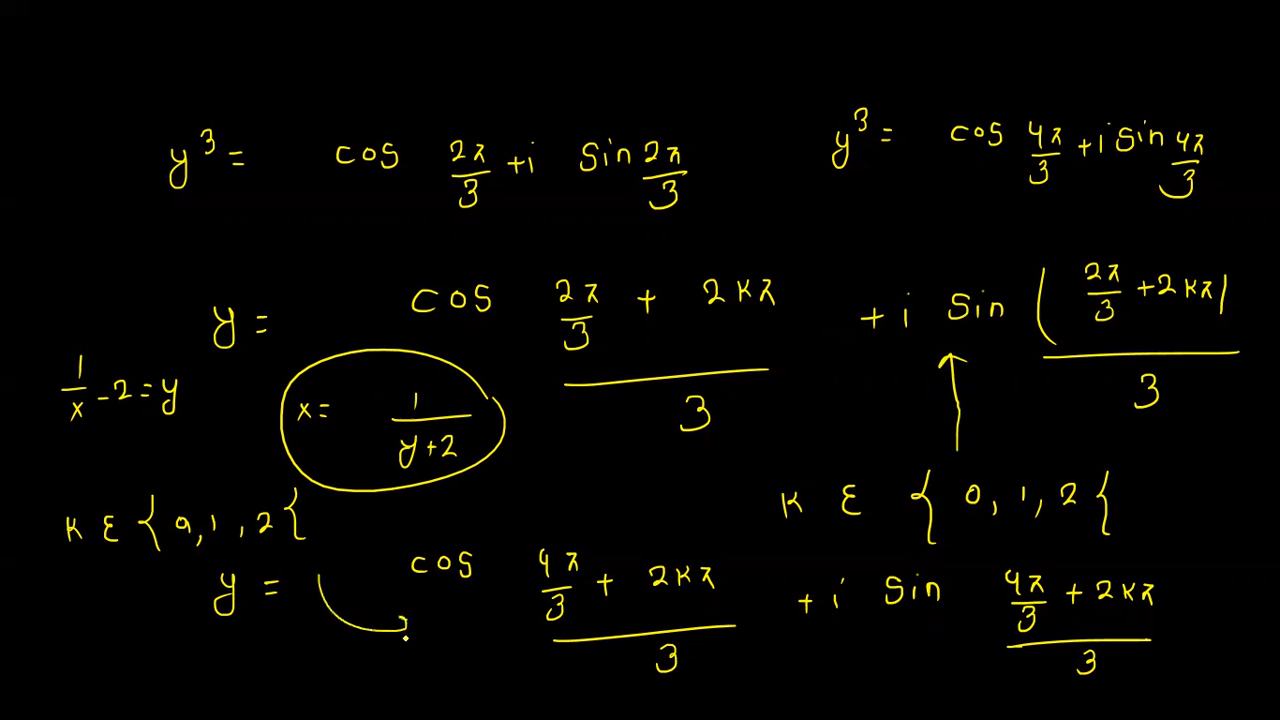 y³ = cos 2π/3 + i sin 2π/3
y³ = cos 4π/3 + i sin 4π/3
y = cos (2π/3 + 2kπ)/3 + i sin (2π/3 + 2kπ)/3
1/x - 2 = y
x = 1/(y+2)
K ∈ {0, 1, 2}
K ∈ {0, 1, 2}
y = cos (4π/3 + 2kπ)/3 + i sin (4π/3 + 2kπ)/3